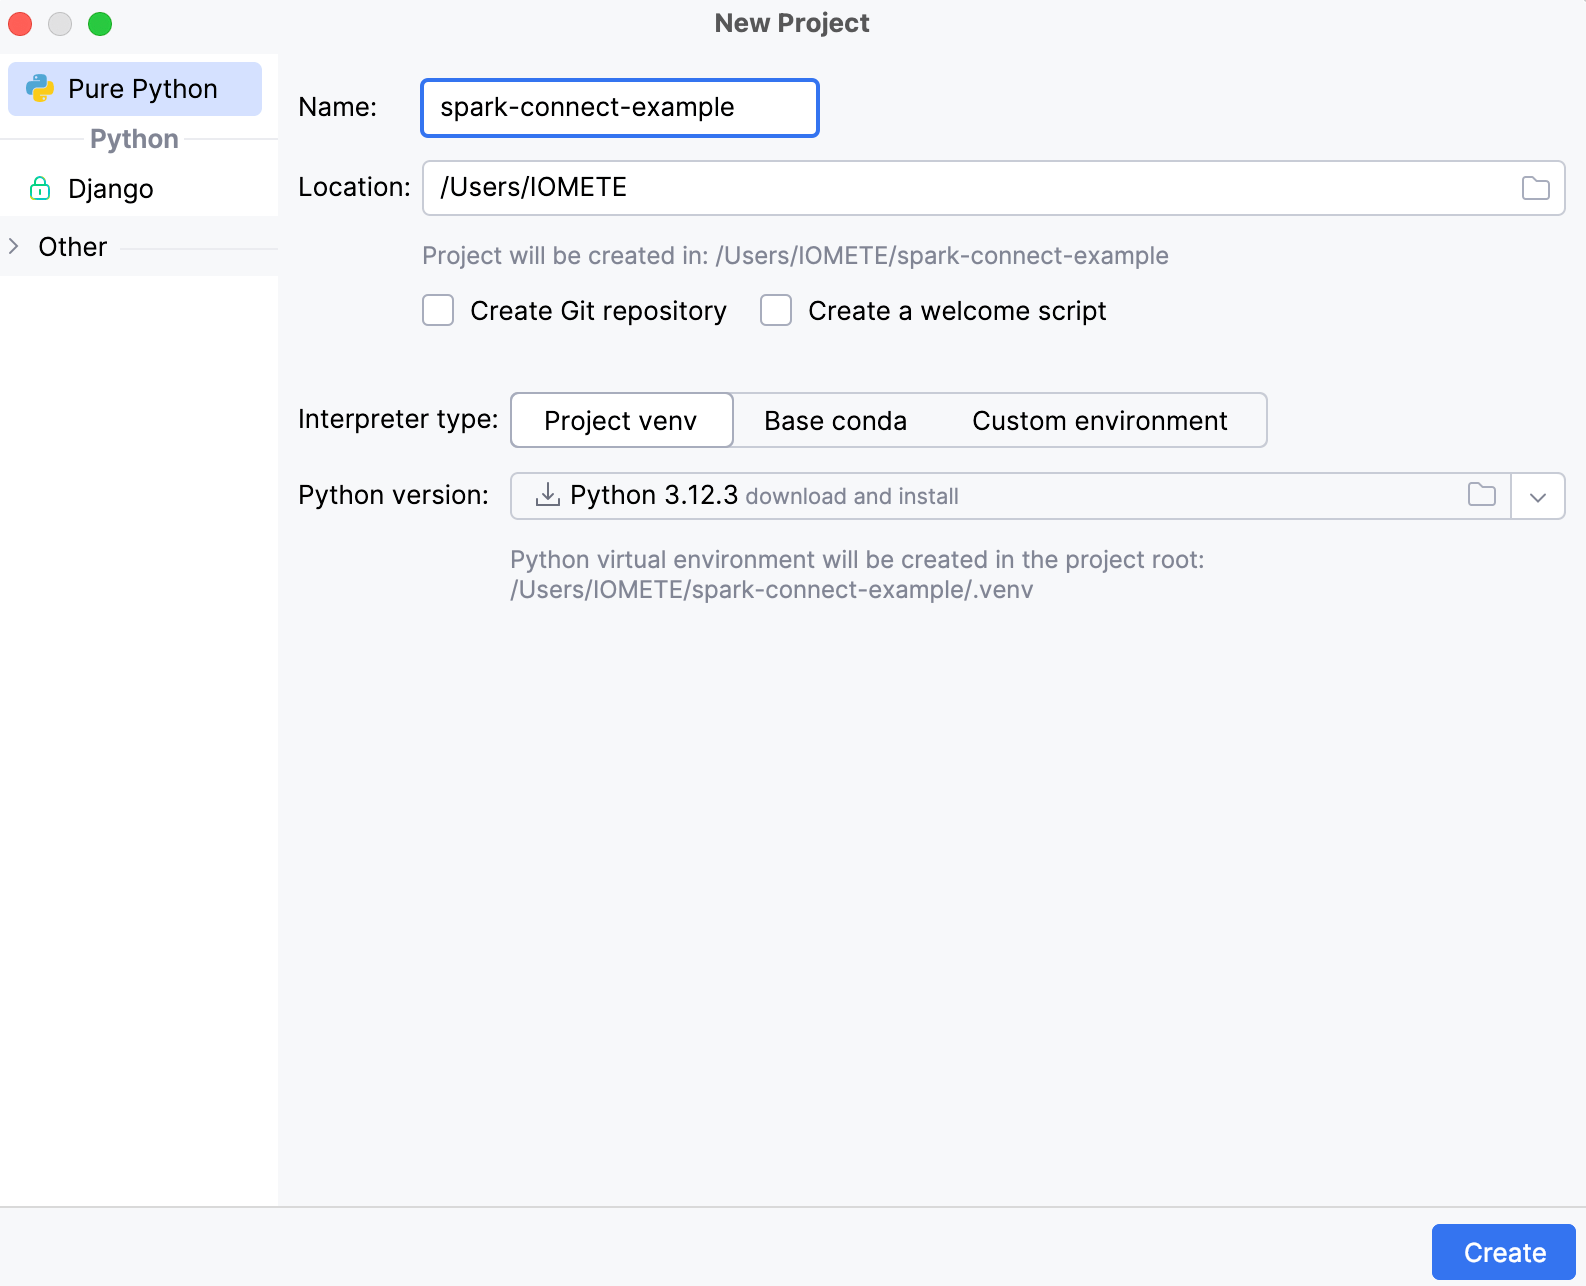 New Project
Pure Python
Python
Django
Other
Name: spark-connect-example
Location: /Users/IOMETE
Project will be created in: /Users/IOMETE/spark-connect-example
Create Git repository Create a welcome script
Interpreter type: Project venv Base conda Custom environment
Python version: Python 3.12.3 download and install
Python virtual environment will be created in the project root:
/Users/IOMETE/spark-connect-example/.venv
Create